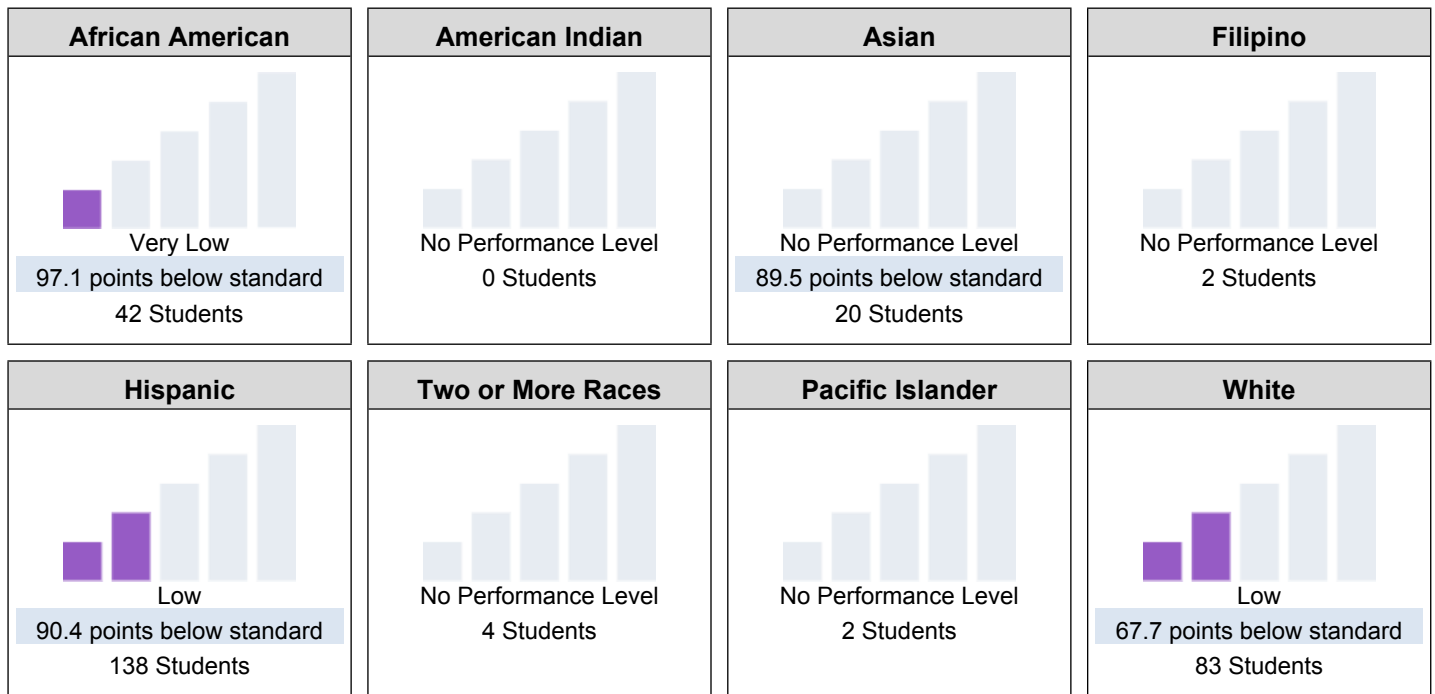 African American
Very Low
97.1 points below standard
42 Students
American Indian
No Performance Level
0 Students
Asian
No Performance Level
89.5 points below standard
20 Students
Filipino
No Performance Level
2 Students
Hispanic
Low
90.4 points below standard
138 Students
Two or More Races
No Performance Level
4 Students
Pacific Islander
No Performance Level
2 Students
White
Low
67.7 points below standard
83 Students